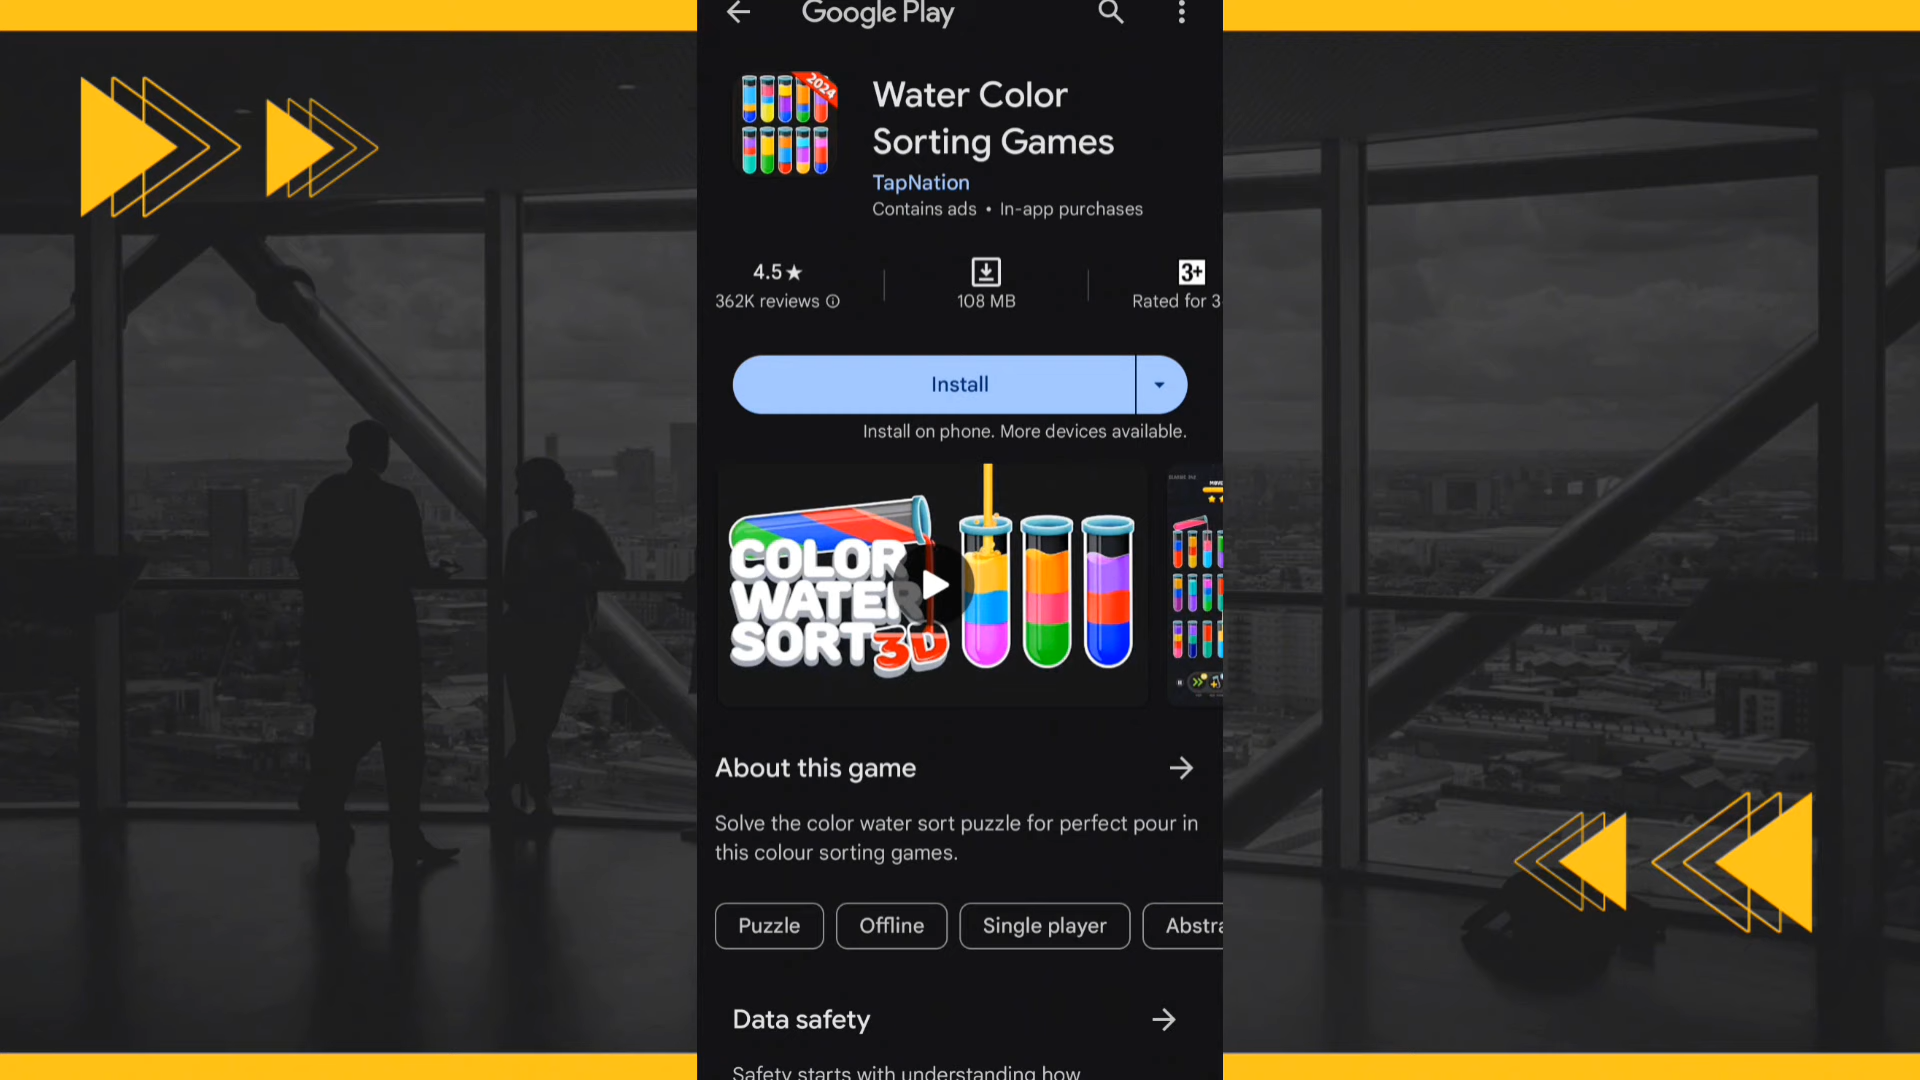 Google Play
2024
Water Color
Sorting Games
TapNation
Contains ads • In-app purchases
4.5★
362K reviews
108 MB
3+
Rated for 3
Install
Install on phone. More devices available.
COLOR
WATER
SORT 3D
About this game
Solve the color water sort puzzle for perfect pour in
this colour sorting games.
Puzzle
Offline
Single player
Abstra
Data safety
Safety starts with understanding how